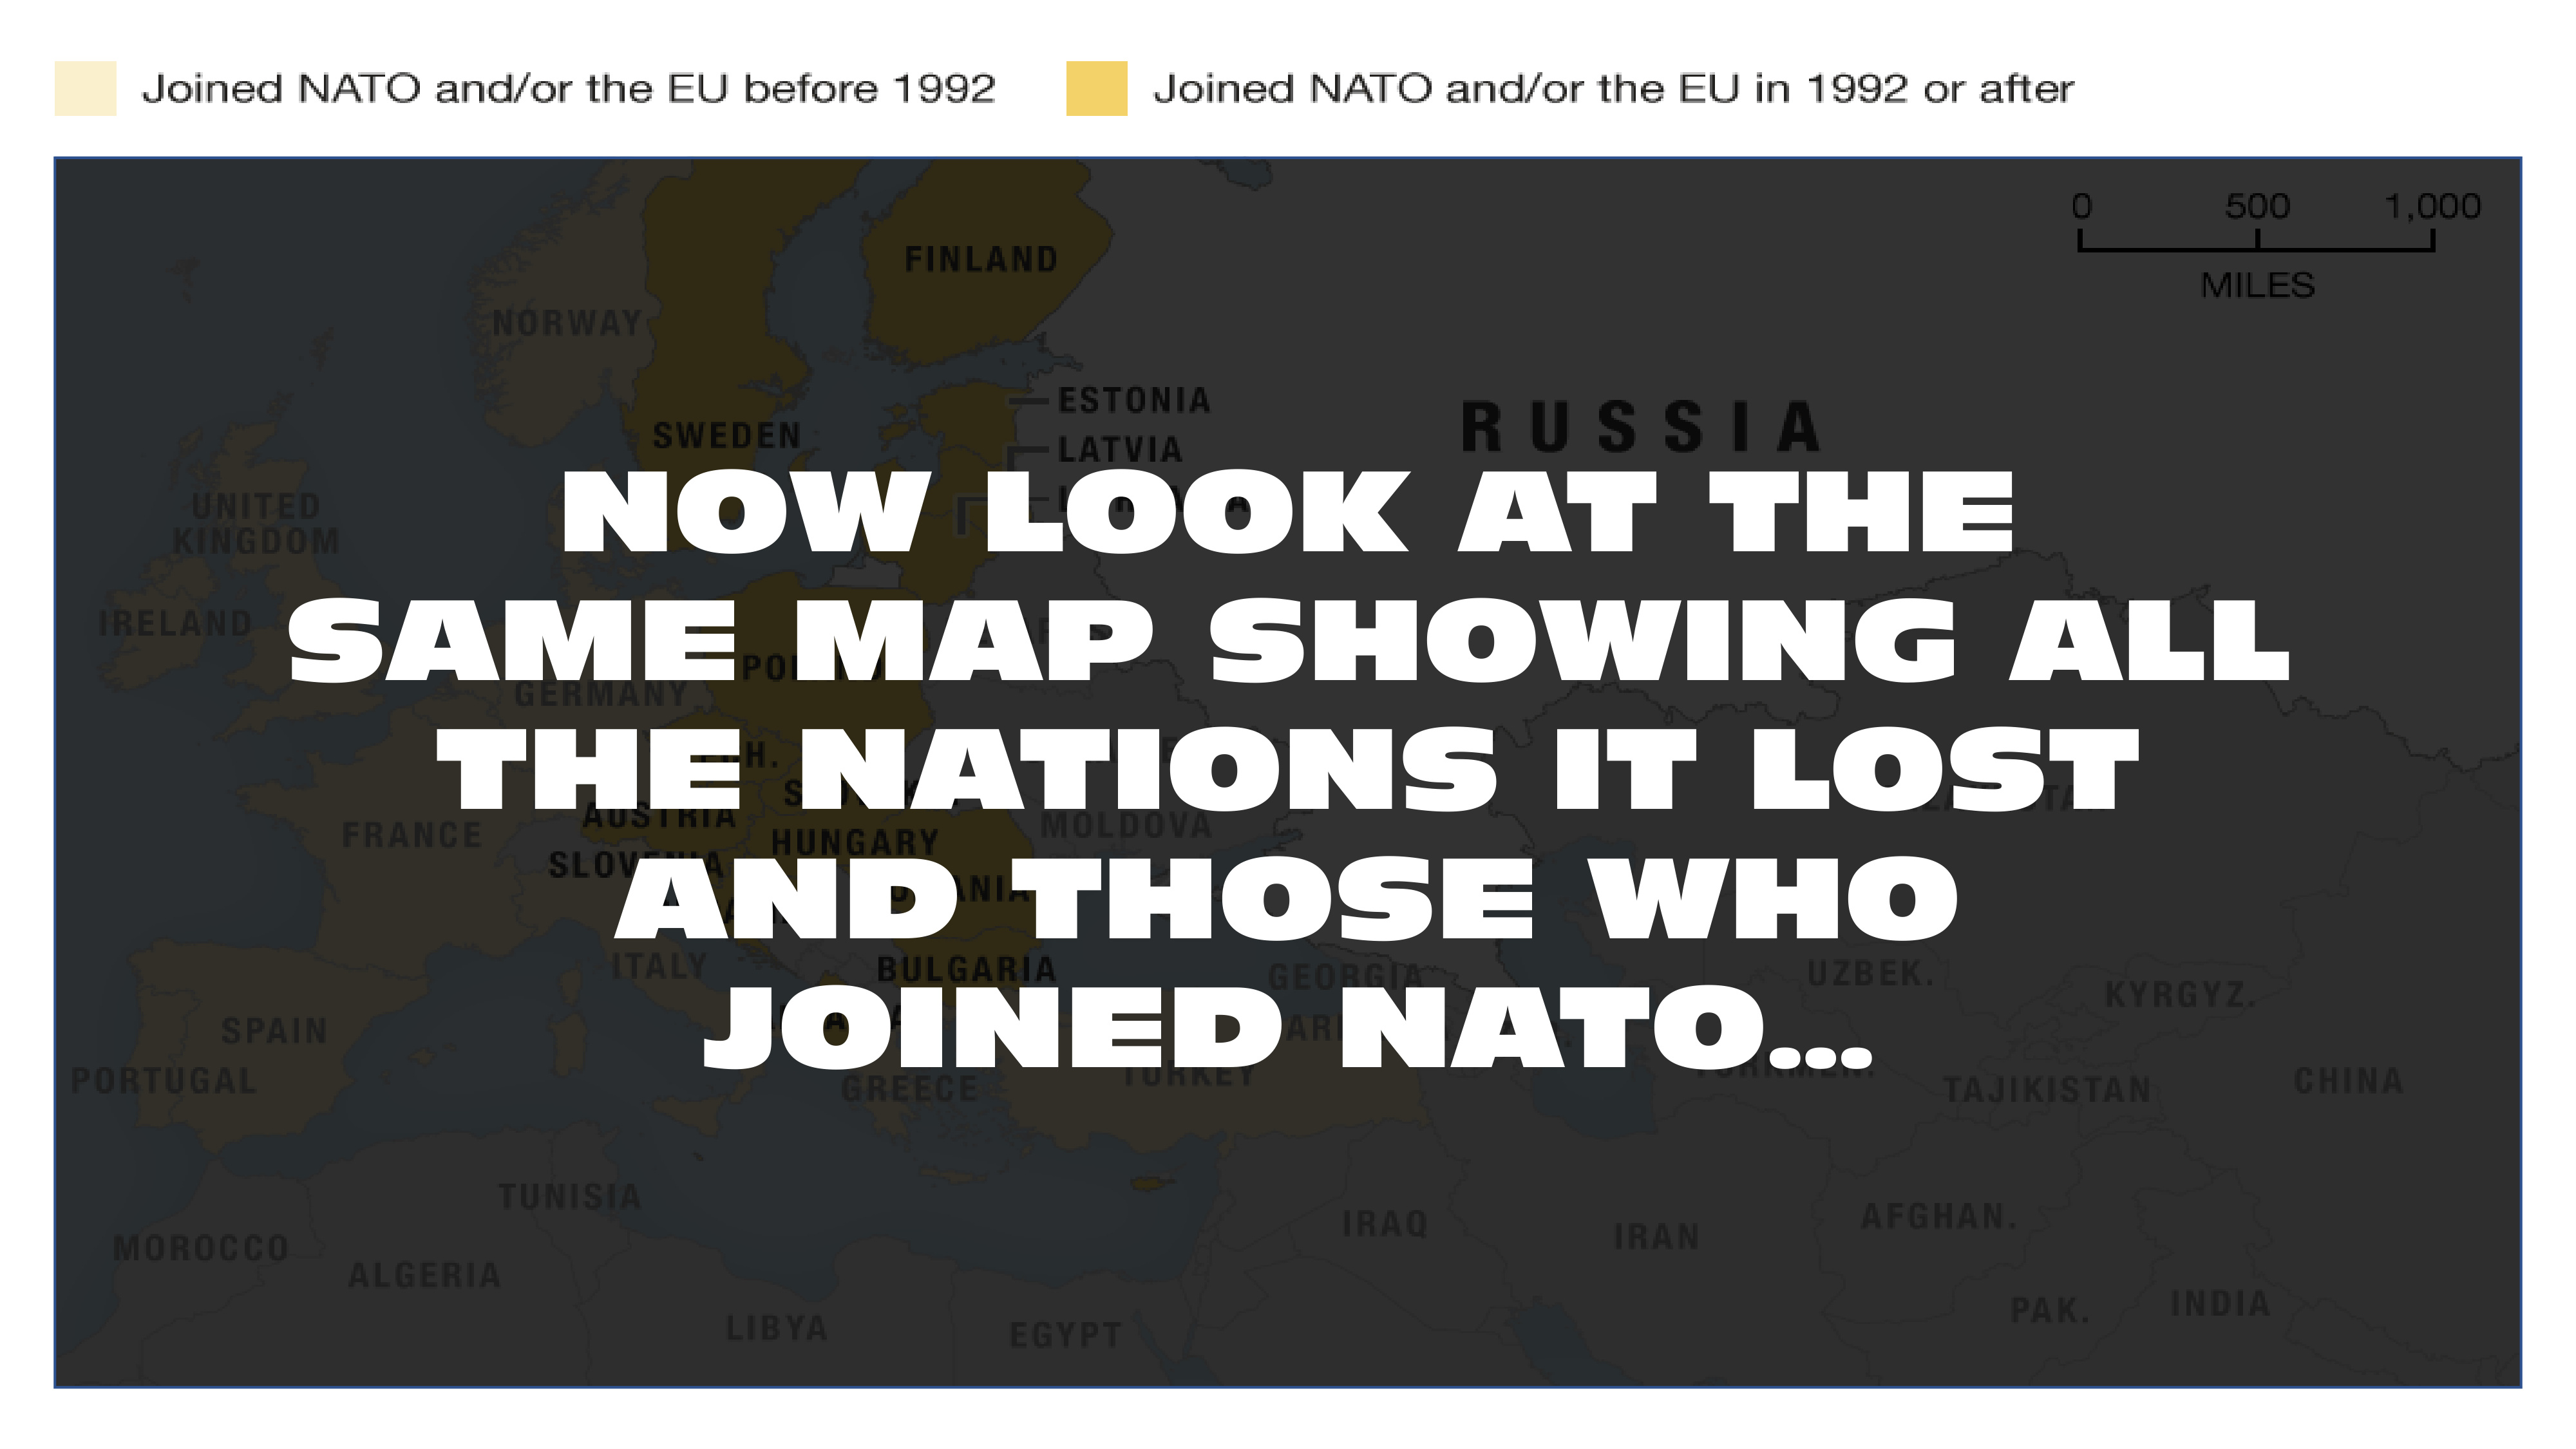 Joined NATO and/or the EU before 1992
Joined NATO and/or the EU in 1992 or after
0 500 1,000
MILES
FINLAND
NORWAY
SWEDEN
ESTONIA
LATVIA
RUSSIA
UNITED
KINGDOM
IRELAND
NOW LOOK AT THE
SAME MAP SHOWING ALL
THE NATIONS IT LOST
AND THOSE WHO
JOINED NATO...
GERMANY
FRANCE
AUSTRIA
HUNGARY
MOLDOVA
SLOVENIA
ITALY
BULGARIA
GEORGIA
UZBEK.
KYRGYZ.
SPAIN
PORTUGAL
GREECE
TURKEY
TAJIKISTAN
CHINA
TUNISIA
MOROCCO
ALGERIA
LIBYA
EGYPT
IRAQ
IRAN
AFGHAN.
PAK.
INDIA